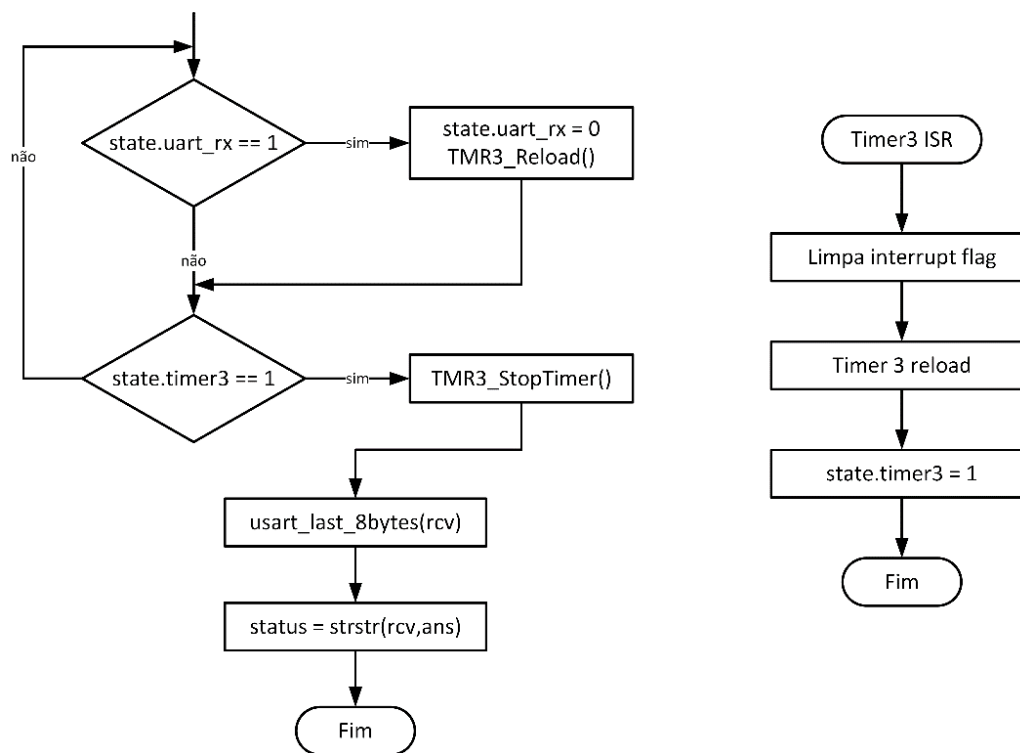 state.uart_rx == 1
sim
state.uart_rx = 0
TMR3_Reload()
não
não
state.timer3 == 1
sim
TMR3_StopTimer()
usart_last_8bytes(rcv)
status = strstr(rcv,ans)
Fim
Timer3 ISR
Limpa interrupt flag
Timer 3 reload
state.timer3 = 1
Fim